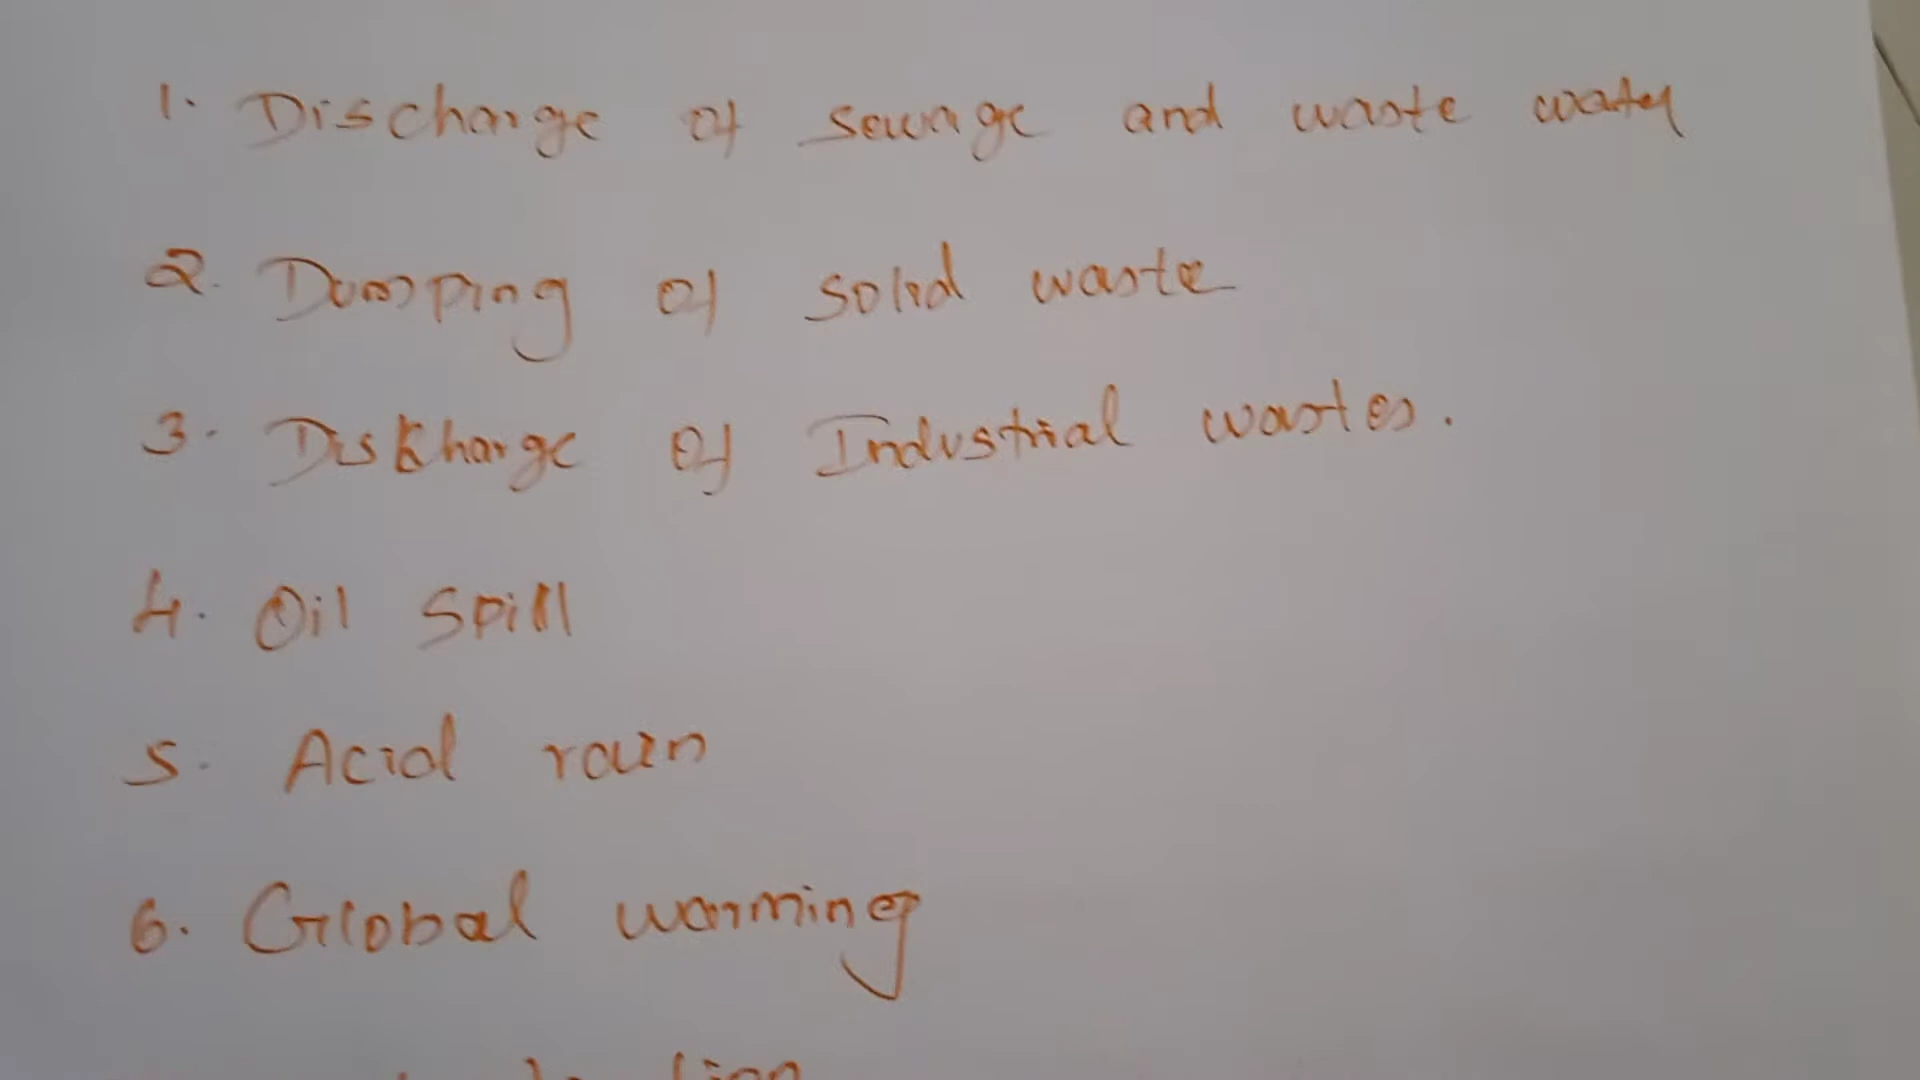 1. Discharge of sewage and waste water
2. Dumping of solid waste
3. Discharge of Industrial wastes.
4. Oil spill
5. Acid rain
6. Global warming